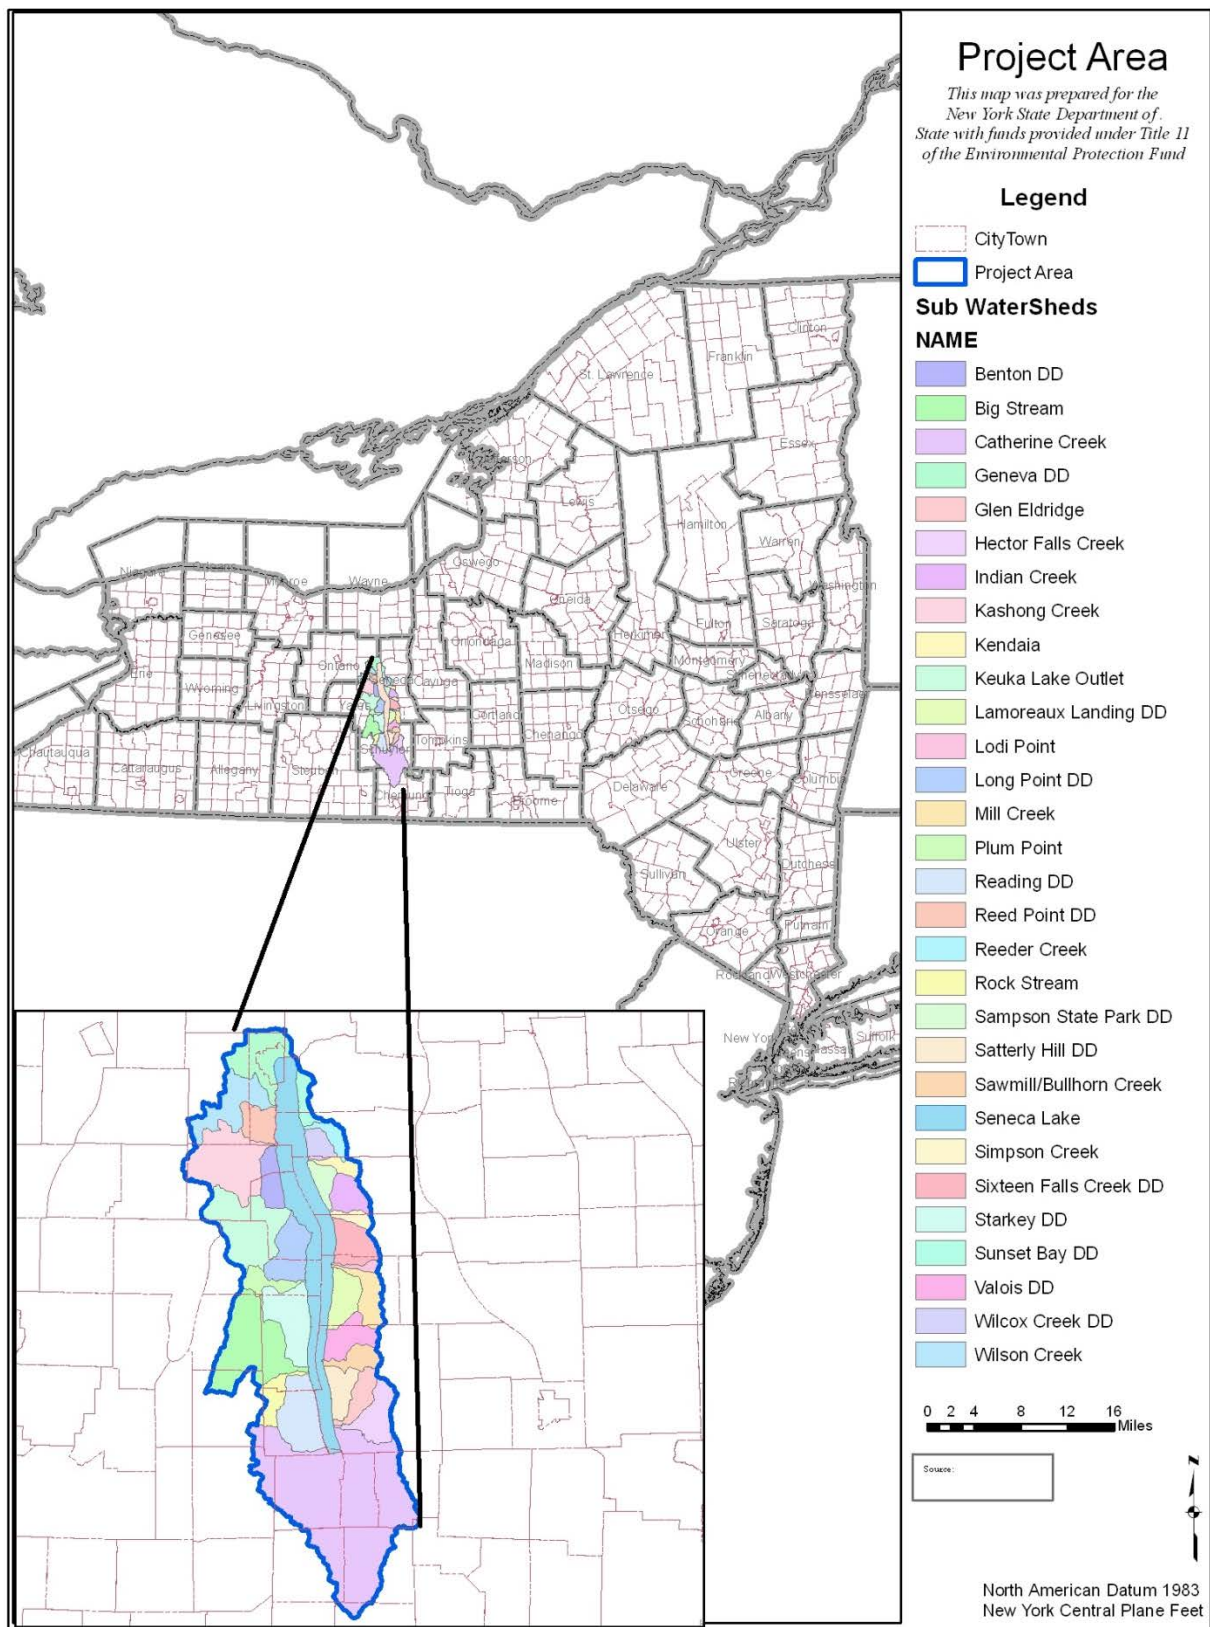 Project Area
This map was prepared for the
New York State Department of.
State with funds provided under Title 11
of the Environmental Protection Fund
Legend
CityTown
Project Area
Sub WaterSheds
NAME
Benton DD
Big Stream
Catherine Creek
Geneva DD
Glen Eldridge
Hector Falls Creek
Indian Creek
Kashong Creek
Kendaia
Keuka Lake Outlet
Lamoreaux Landing DD
Lodi Point
Long Point DD
Mill Creek
Plum Point
Reading DD
Reed Point DD
Reeder Creek
Rock Stream
Sampson State Park DD
Satterly Hill DD
Sawmill/Bullhorn Creek
Seneca Lake
Simpson Creek
Sixteen Falls Creek DD
Starkey DD
Sunset Bay DD
Valois DD
Wilcox Creek DD
Wilson Creek
0 2 4 8 12 16
Miles
Source:
N
North American Datum 1983
New York Central Plane Feet
Clinton
Franklin
St. Lawrence
Essex
Lewis
Hamilton
Warren
Washington
Oswego
Wayne
Oneida
Herkimer
Fulton
Saratoga
Genesee
Onondaga
Madison
Montgomery
Ontario
Cayuga
Erie
Wyoming
Livingston
Otsego
Schoharie
Albany
Rensselaer
Cortland
Chenango
Tompkins
Schuyler
Chautauqua
Cattaraugus
Allegany
Steuben
Chemung
Tioga
Broome
Delaware
Greene
Columbia
Ulster
Dutchess
Sullivan
Orange
Putnam
Rockland
Westchester
New York
Nassau
Suffolk